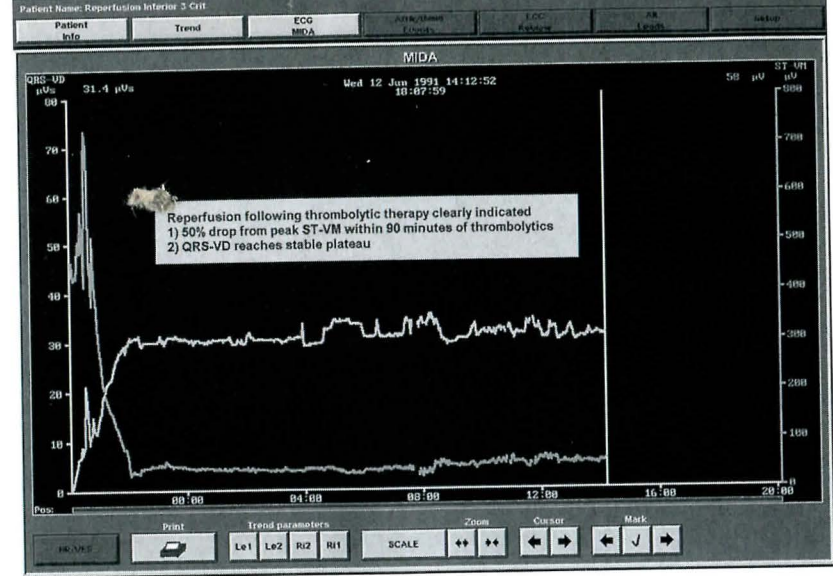 Patient Name: Reperfusion Inferior 3 Crit
Patient Info
Trend
ECG MIDA
Setup
MIDA
QRS-VD
µVs
31.4 µVs
Wed 12 Jun 1991 14:12:52
18:07:59
58 µV
ST-VM
µV
80
70
60
50
40
30
20
10
0
800
700
600
500
400
300
200
100
0
Reperfusion following thrombolytic therapy clearly indicated
1) 50% drop from peak ST-VM within 90 minutes of thrombolytics
2) QRS-VD reaches stable plateau
00:00
04:00
08:00
12:00
16:00
20:00
Pos:
Print
Trend parameters
Zoom
Cursor
Mark
Le1
Le2
Ri2
Ri1
SCALE